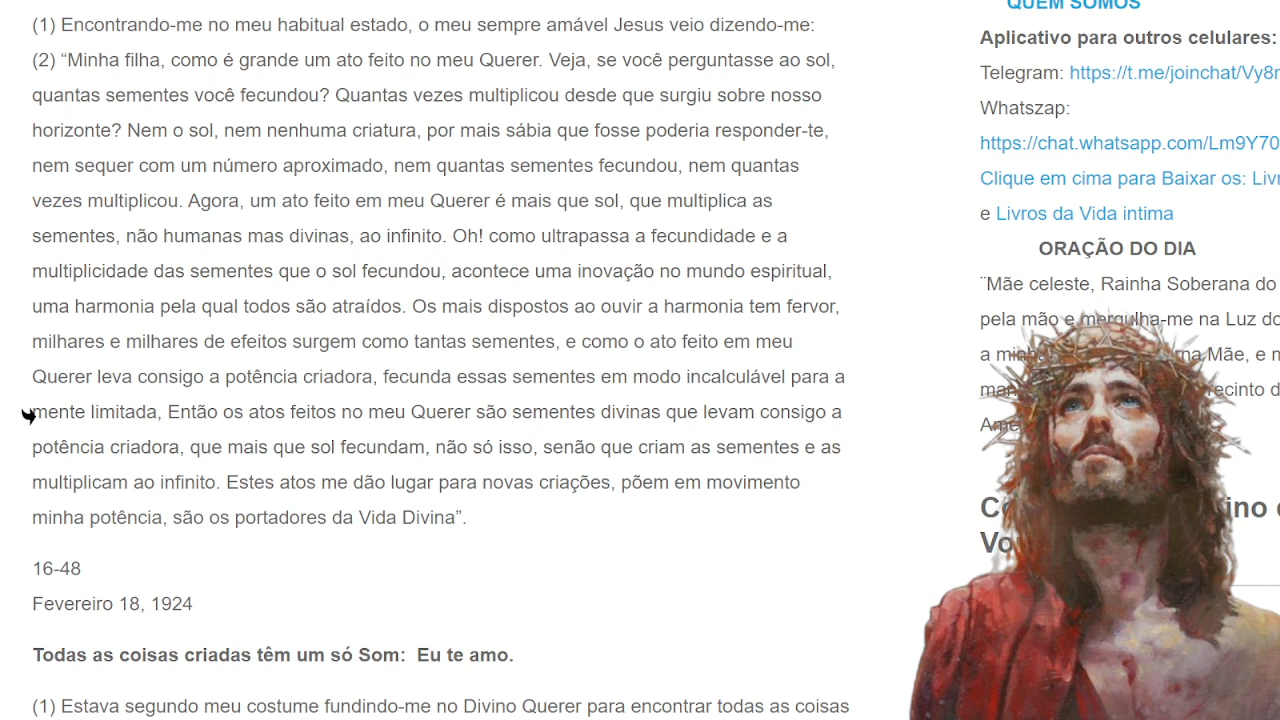 (1) Encontrando-me no meu habitual estado, o meu sempre amável Jesus veio dizendo-me:
(2) “Minha filha, como é grande um ato feito no meu Querer. Veja, se você perguntasse ao sol,
quantas sementes você fecundou? Quantas vezes multiplicou desde que surgiu sobre nosso
horizonte? Nem o sol, nem nenhuma criatura, por mais sábia que fosse poderia responder-te,
nem sequer com um número aproximado, nem quantas sementes fecundou, nem quantas
vezes multiplicou. Agora, um ato feito em meu Querer é mais que sol, que multiplica as
sementes, não humanas mas divinas, ao infinito. Oh! como ultrapassa a fecundidade e a
multiplicidade das sementes que o sol fecundou, acontece uma inovação no mundo espiritual,
uma harmonia pela qual todos são atraídos. Os mais dispostos ao ouvir a harmonia tem fervor,
milhares e milhares de efeitos surgem como tantas sementes, e como o ato feito em meu
Querer leva consigo a potência criadora, fecunda essas sementes em modo incalculável para a
mente limitada, Então os atos feitos no meu Querer são sementes divinas que levam consigo a
potência criadora, que mais que sol fecundam, não só isso, senão que criam as sementes e as
multiplicam ao infinito. Estes atos me dão lugar para novas criações, põem em movimento
minha potência, são os portadores da Vida Divina”.
16-48
Fevereiro 18, 1924
Todas as coisas criadas têm um só Som: Eu te amo.
(1) Estava segundo meu costume fundindo-me no Divino Querer para encontrar todas as coisas
QUEM SOMOS
Aplicativo para outros celulares:
Telegram: https://t.me/joinchat/Vy8
Whatszap:
https://chat.whatsapp.com/Lm9Y70
Clique em cima para Baixar os: Liv
e Livros da Vida intima
ORAÇÃO DO DIA
¨Mãe celeste, Rainha Soberana do
pela mão e mergulha-me na Luz do
a Mãe, e